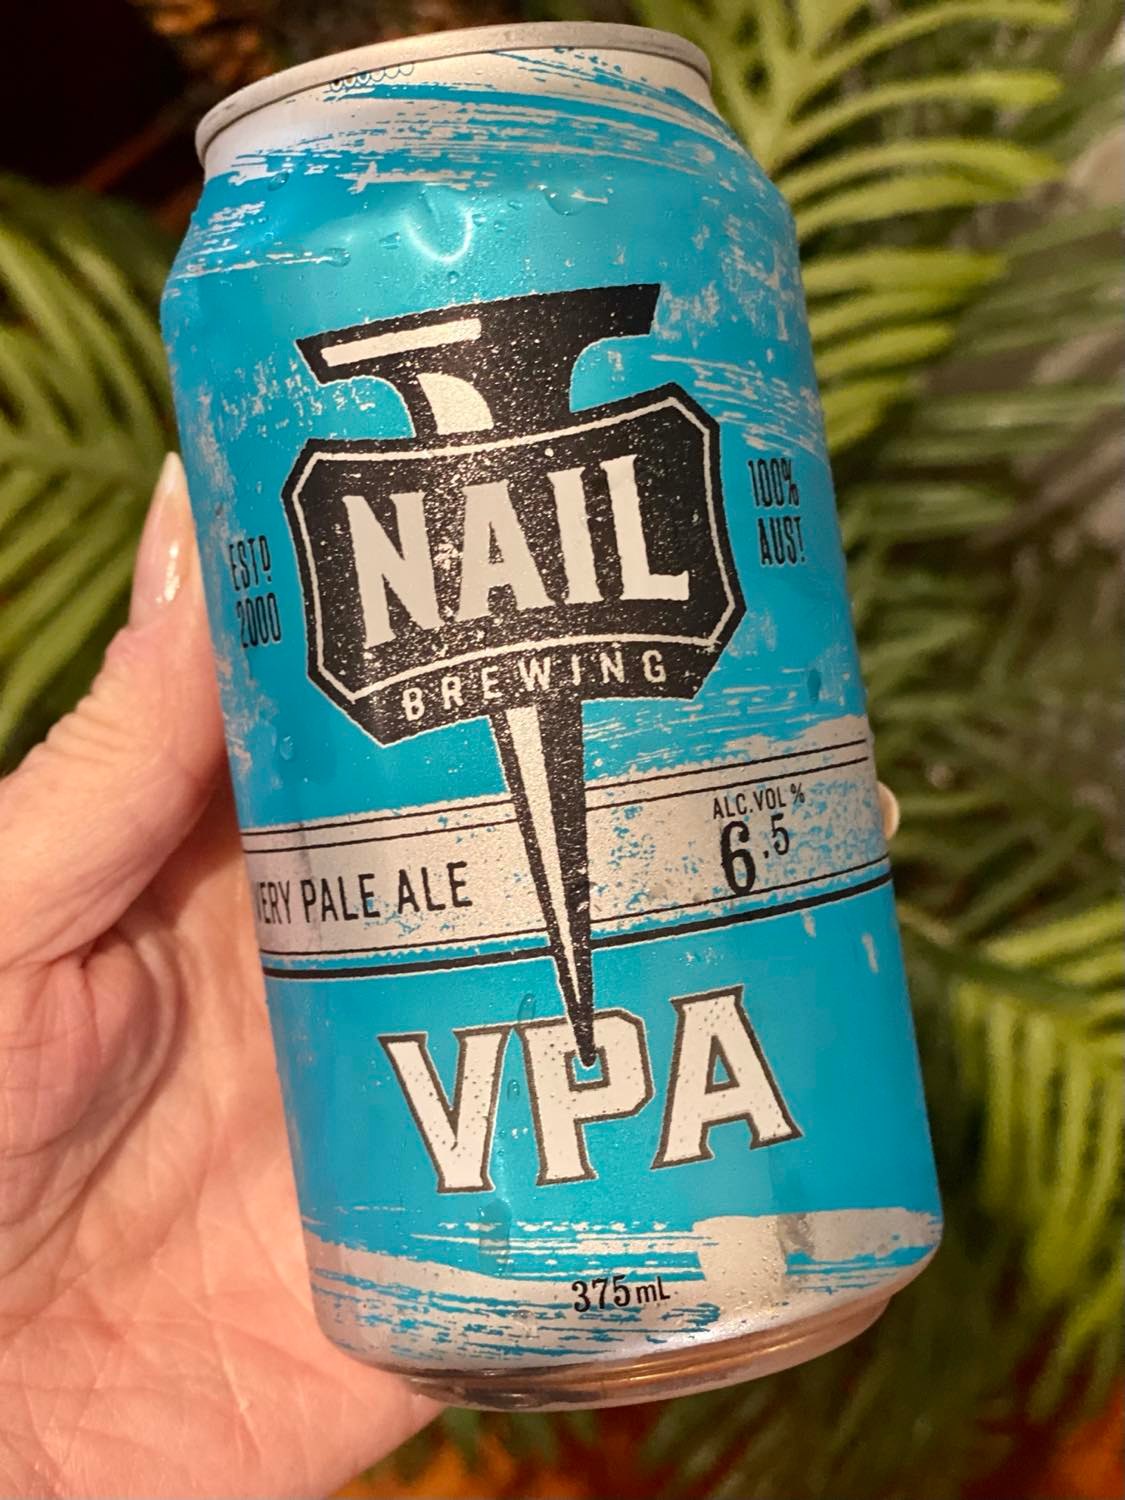 NAIL
BREWING
ESTD
2000
100%
AUST
VERY PALE ALE
ALC.VOL %
6.5
VPA
375mL